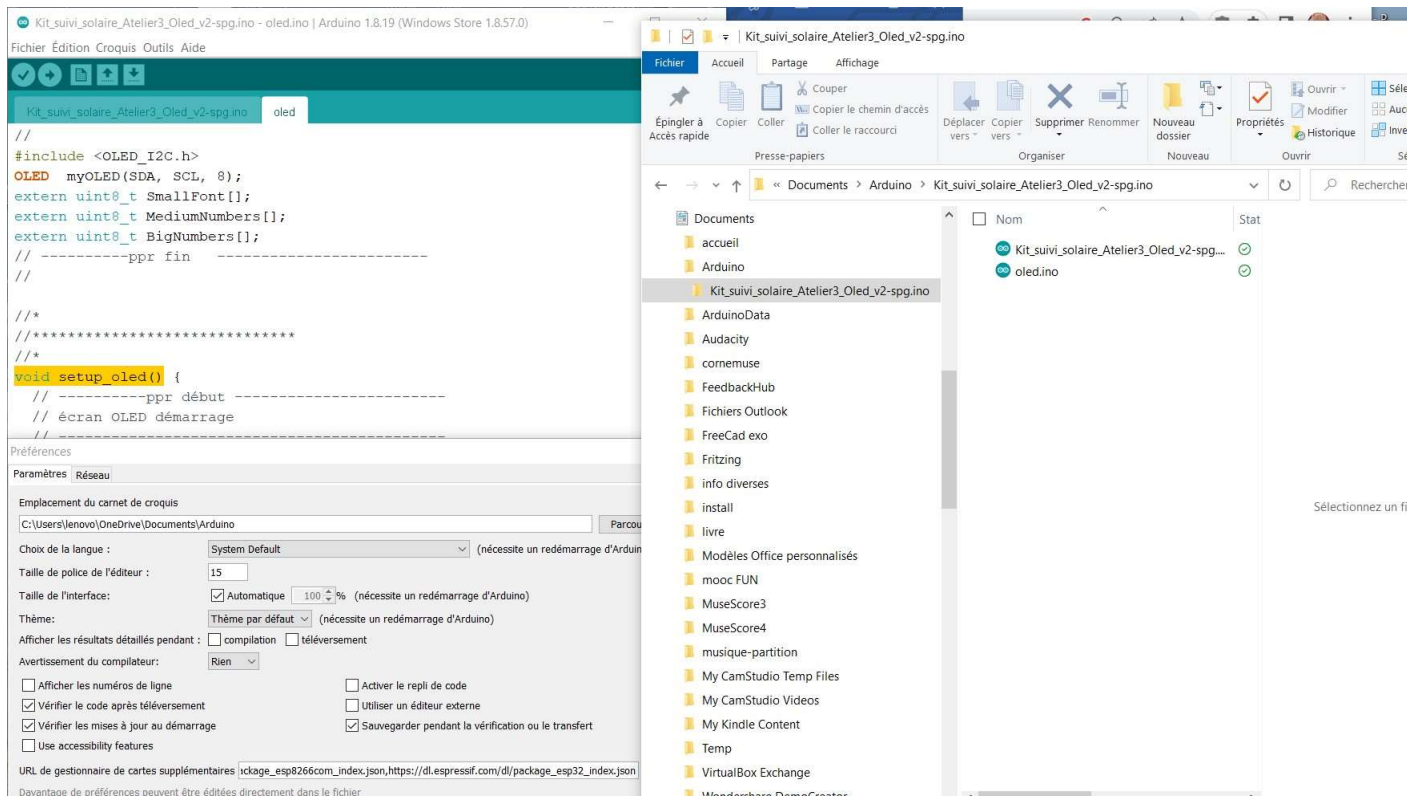 Kit_suivi_solaire_Atelier3_Oled_v2-spg.ino - oled.ino | Arduino 1.8.19 (Windows Store 1.8.57.0)
Fichier Édition Croquis Outils Aide
Kit_suivi_solaire_Atelier3_Oled_v2-spg.ino oled
//
#include <OLED_I2C.h>
OLED  myOLED(SDA, SCL, 8);
extern uint8_t SmallFont[];
extern uint8_t MediumNumbers[];
extern uint8_t BigNumbers[];
// ----------ppr fin   ------------------------
//
//*
//******************************
//*
void setup_oled() {
// ----------ppr début ------------------------
// écran OLED démarrage
// --------------------------------------------
Préférences
Paramètres Réseau
Emplacement du carnet de croquis
C:\Users\lenovo\OneDrive\Documents\Arduino Parcou
Choix de la langue : System Default (nécessite un redémarrage d'Arduin
Taille de police de l'éditeur : 15
Taille de l'interface: Automatique 100 % (nécessite un redémarrage d'Arduino)
Thème: Thème par défaut (nécessite un redémarrage d'Arduino)
Afficher les résultats détaillés pendant : compilation téléversement
Avertissement du compilateur: Rien
Afficher les numéros de ligne Activer le repli de code
Vérifier le code après téléversement Utiliser un éditeur externe
Vérifier les mises à jour au démarrage Sauvegarder pendant la vérification ou le transfert
Use accessibility features
URL de gestionnaire de cartes supplémentaires ackage_esp8266com_index.json,https://dl.espressif.com/dl/package_esp32_index.json
Davantage de préférences peuvent être éditées directement dans le fichier
Kit_suivi_solaire_Atelier3_Oled_v2-spg.ino
Fichier Accueil Partage Affichage
Épingler à Accès rapide
Copier
Coller
Couper
Copier le chemin d'accès
Coller le raccourci
Déplacer vers
Copier vers
Supprimer
Renommer
Nouveau dossier
Propriétés
Ouvrir
Modifier
Historique
Séle
Auc
Inve
Presse-papiers Organiser Nouveau Ouvrir Sé
« Documents > Arduino > Kit_suivi_solaire_Atelier3_Oled_v2-spg.ino Rechercher
Documents
accueil
Arduino
Kit_suivi_solaire_Atelier3_Oled_v2-spg.ino
ArduinoData
Audacity
cornemuse
FeedbackHub
Fichiers Outlook
FreeCad exo
Fritzing
info diverses
install
livre
Modèles Office personnalisés
mooc FUN
MuseScore3
MuseScore4
musique-partition
My CamStudio Temp Files
My CamStudio Videos
My Kindle Content
Temp
VirtualBox Exchange
Wondershare DemoCreator
Nom Stat
Kit_suivi_solaire_Atelier3_Oled_v2-spg....
oled.ino
Sélectionnez un fi